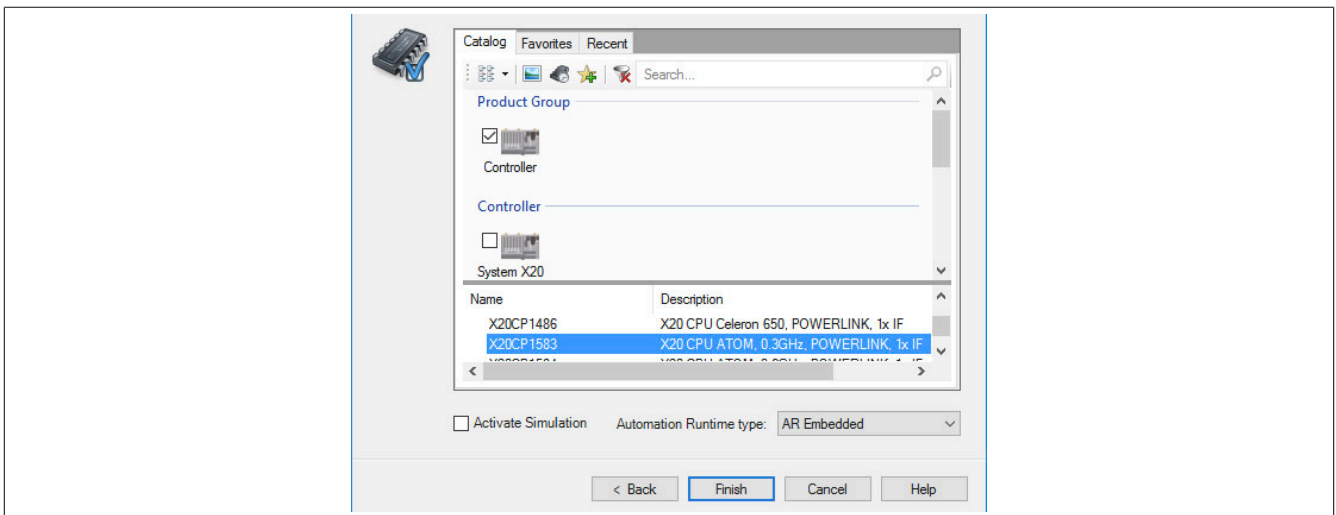 Catalog Favorites Recent
Search...
Product Group
Controller
Controller
System X20
Name Description
X20CP1486 X20 CPU Celeron 650, POWERLINK, 1x IF
X20CP1583 X20 CPU ATOM, 0.3GHz, POWERLINK, 1x IF
Activate Simulation Automation Runtime type: AR Embedded
< Back Finish Cancel Help